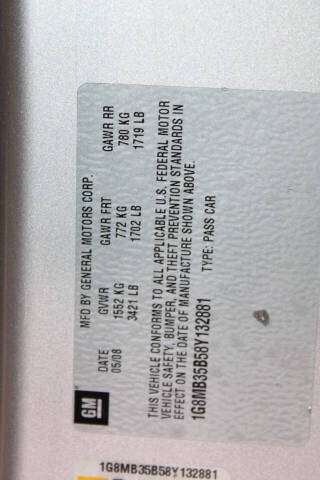 GM
MFD BY GENERAL MOTORS CORP.
DATE GVWR GAWR FRT GAWR RR
05/08 1552 KG 772 KG 780 KG
3421 LB 1702 LB 1719 LB
THIS VEHICLE CONFORMS TO ALL APPLICABLE U.S. FEDERAL MOTOR
VEHICLE SAFETY, BUMPER, AND THEFT PREVENTION STANDARDS IN
EFFECT ON THE DATE OF MANUFACTURE SHOWN ABOVE.
1G8MB35B58Y132881 TYPE: PASS CAR
1G8MB35B58Y132881